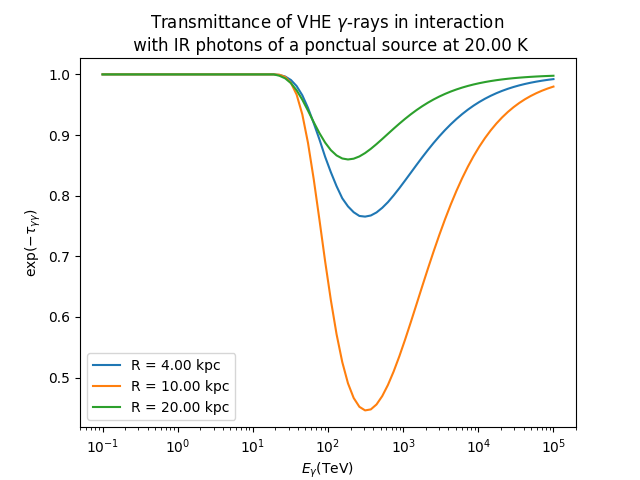 Transmittance of VHE γ-rays in interaction
with IR photons of a ponctual source at 20.00 K
1.0
0.9
0.8
0.7
0.6
0.5
exp(−τ_γγ)
R = 4.00 kpc
R = 10.00 kpc
R = 20.00 kpc
10⁻¹ 10⁰ 10¹ 10² 10³ 10⁴ 10⁵
E_γ(TeV)